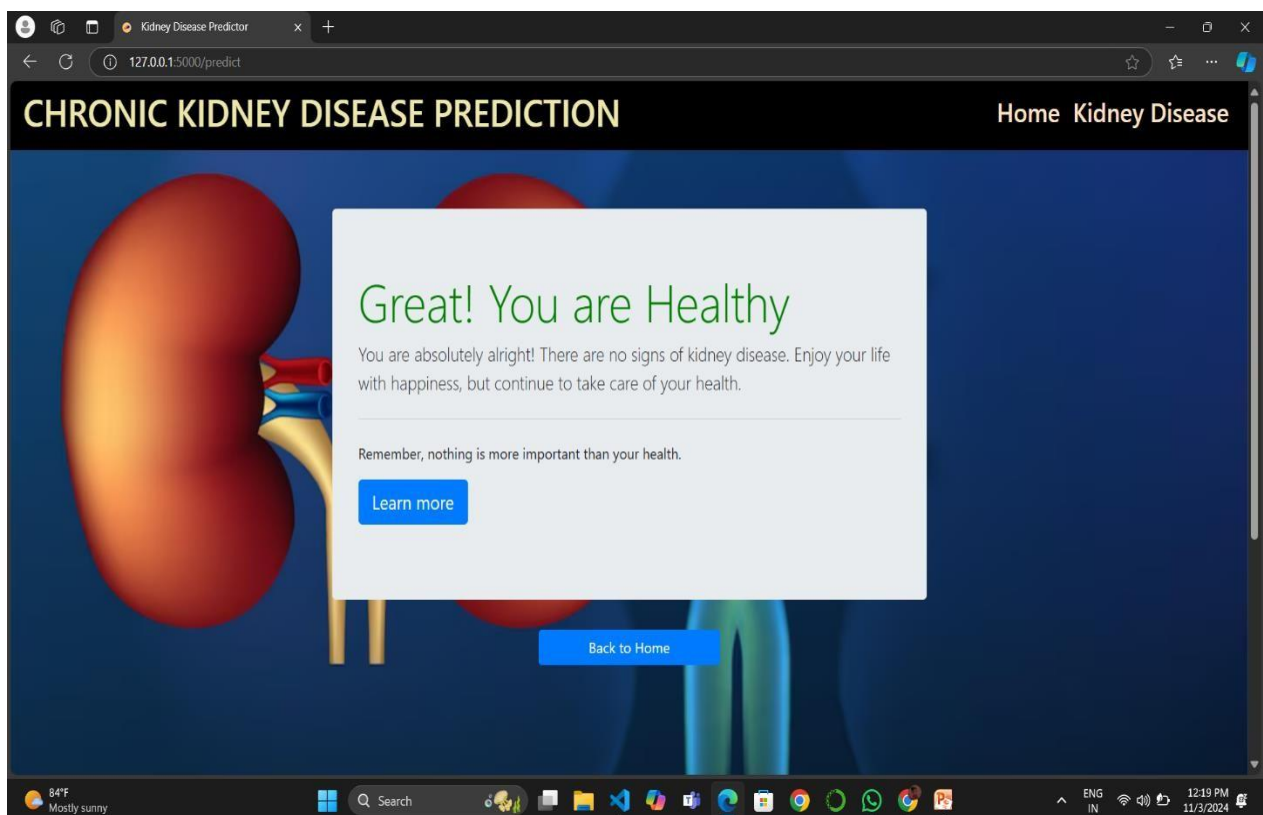 Kidney Disease Predictor
127.0.0.1:5000/predict
CHRONIC KIDNEY DISEASE PREDICTION
Home Kidney Disease
Great! You are Healthy
You are absolutely alright! There are no signs of kidney disease. Enjoy your life
with happiness, but continue to take care of your health.
Remember, nothing is more important than your health.
Learn more
Back to Home
84°F
Mostly sunny
Search
ENG
IN
12:19 PM
11/3/2024